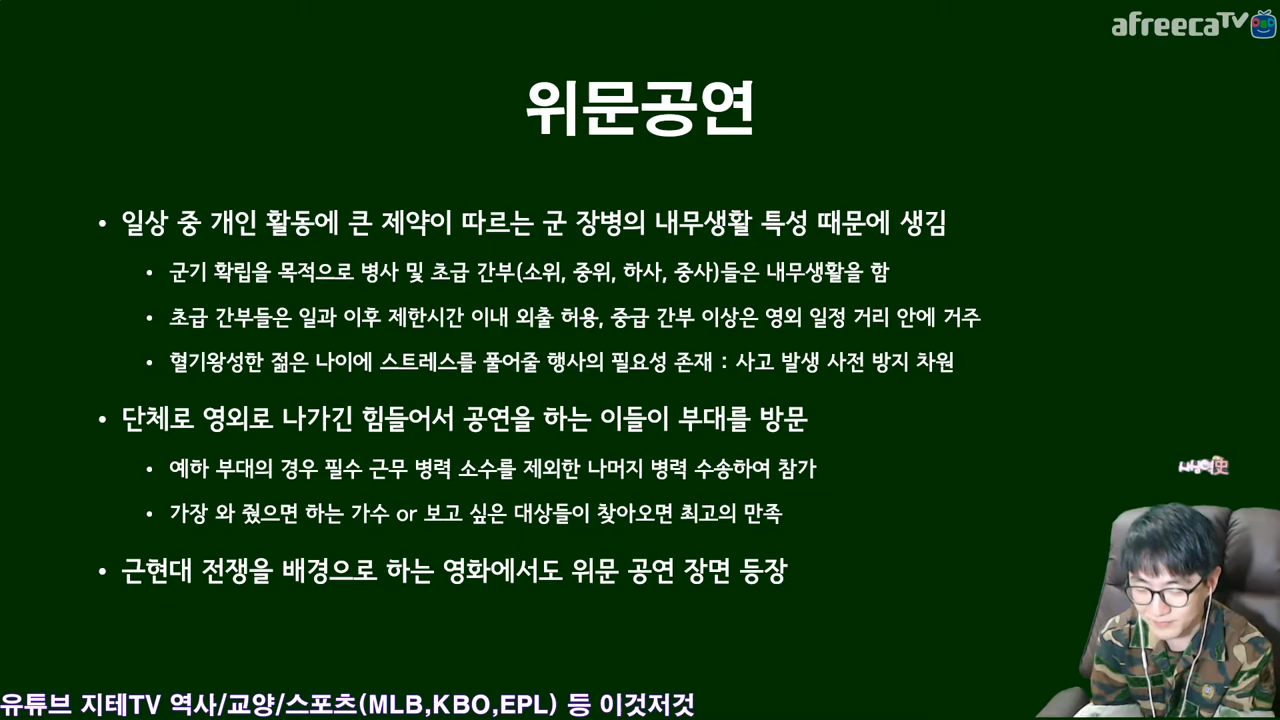 afreecaTV
위문공연
• 일상 중 개인 활동에 큰 제약이 따르는 군 장병의 내무생활 특성 때문에 생김
• 군기 확립을 목적으로 병사 및 초급 간부(소위, 중위, 하사, 중사)들은 내무생활을 함
• 초급 간부들은 일과 이후 제한시간 이내 외출 허용, 중급 간부 이상은 영외 일정 거리 안에 거주
• 혈기왕성한 젊은 나이에 스트레스를 풀어줄 행사의 필요성 존재 : 사고 발생 사전 방지 차원
• 단체로 영외로 나가긴 힘들어서 공연을 하는 이들이 부대를 방문
• 예하 부대의 경우 필수 근무 병력 소수를 제외한 나머지 병력 수송하여 참가
• 가장 와 줬으면 하는 가수 or 보고 싶은 대상들이 찾아오면 최고의 만족
• 근현대 전쟁을 배경으로 하는 영화에서도 위문 공연 장면 등장
유튜브 지테TV 역사/교양/스포츠(MLB,KBO,EPL) 등 이것저것